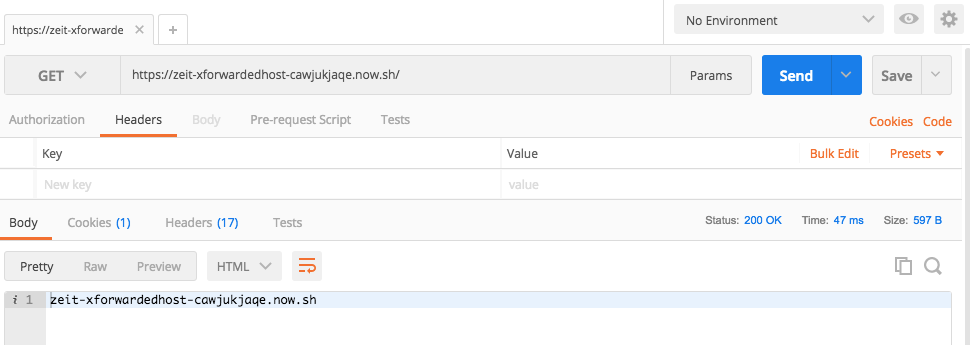 https://zeit-xforwarde
No Environment
GET https://zeit-xforwardedhost-cawjukjaqe.now.sh/ Params Send Save
Authorization Headers Body Pre-request Script Tests Cookies Code
Key Value Bulk Edit Presets
New key value
Body Cookies (1) Headers (17) Tests Status: 200 OK Time: 47 ms Size: 597 B
Pretty Raw Preview HTML
i 1 zeit-xforwardedhost-cawjukjaqe.now.sh